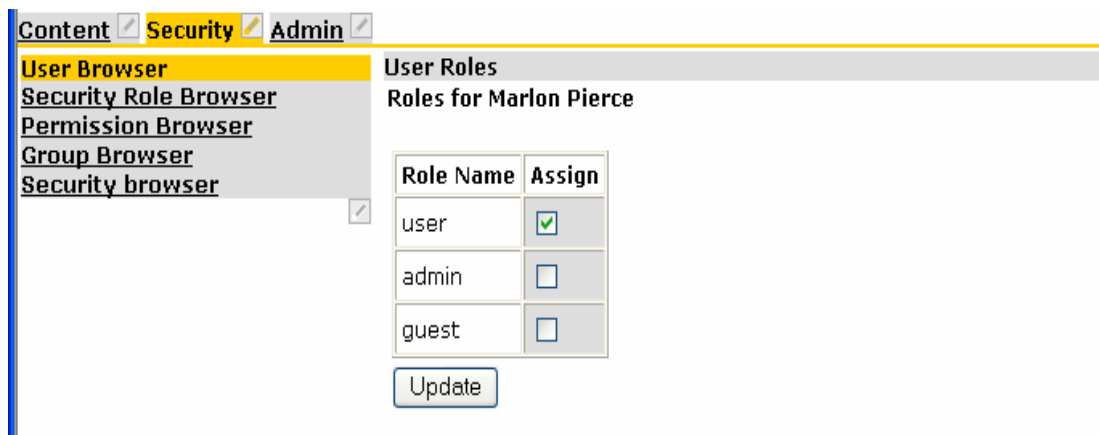 Content Security Admin
User Browser
Security Role Browser
Permission Browser
Group Browser
Security browser
User Roles
Roles for Marlon Pierce
Role Name Assign
user
admin
guest
Update